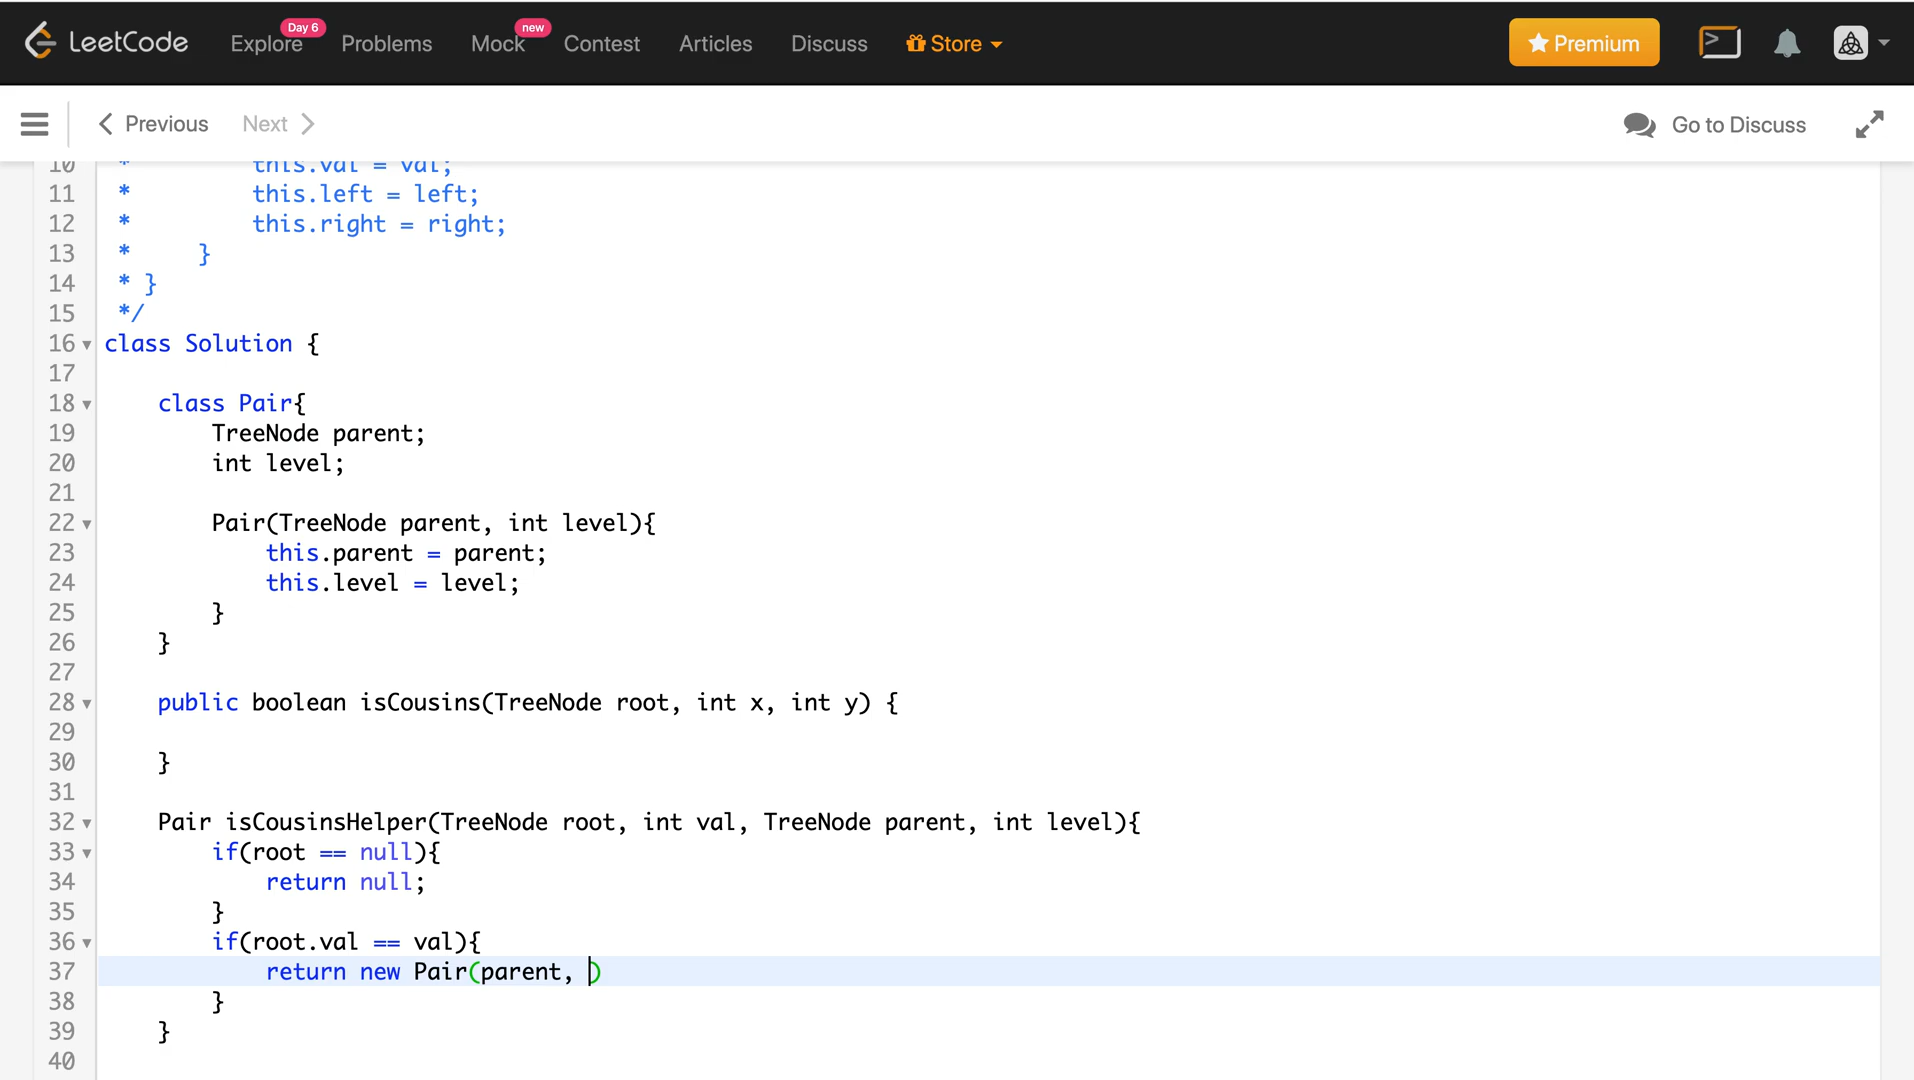 LeetCode Explore Day 6 Problems Mock new Contest Articles Discuss Store Premium
Previous Next Go to Discuss
10 * this.val = val;
11 * this.left = left;
12 * this.right = right;
13 * }
14 * }
15 */
16 class Solution {
17
18 class Pair{
19 TreeNode parent;
20 int level;
21
22 Pair(TreeNode parent, int level){
23 this.parent = parent;
24 this.level = level;
25 }
26 }
27
28 public boolean isCousins(TreeNode root, int x, int y) {
29
30 }
31
32 Pair isCousinsHelper(TreeNode root, int val, TreeNode parent, int level){
33 if(root == null){
34 return null;
35 }
36 if(root.val == val){
37 return new Pair(parent, )
38 }
39 }
40